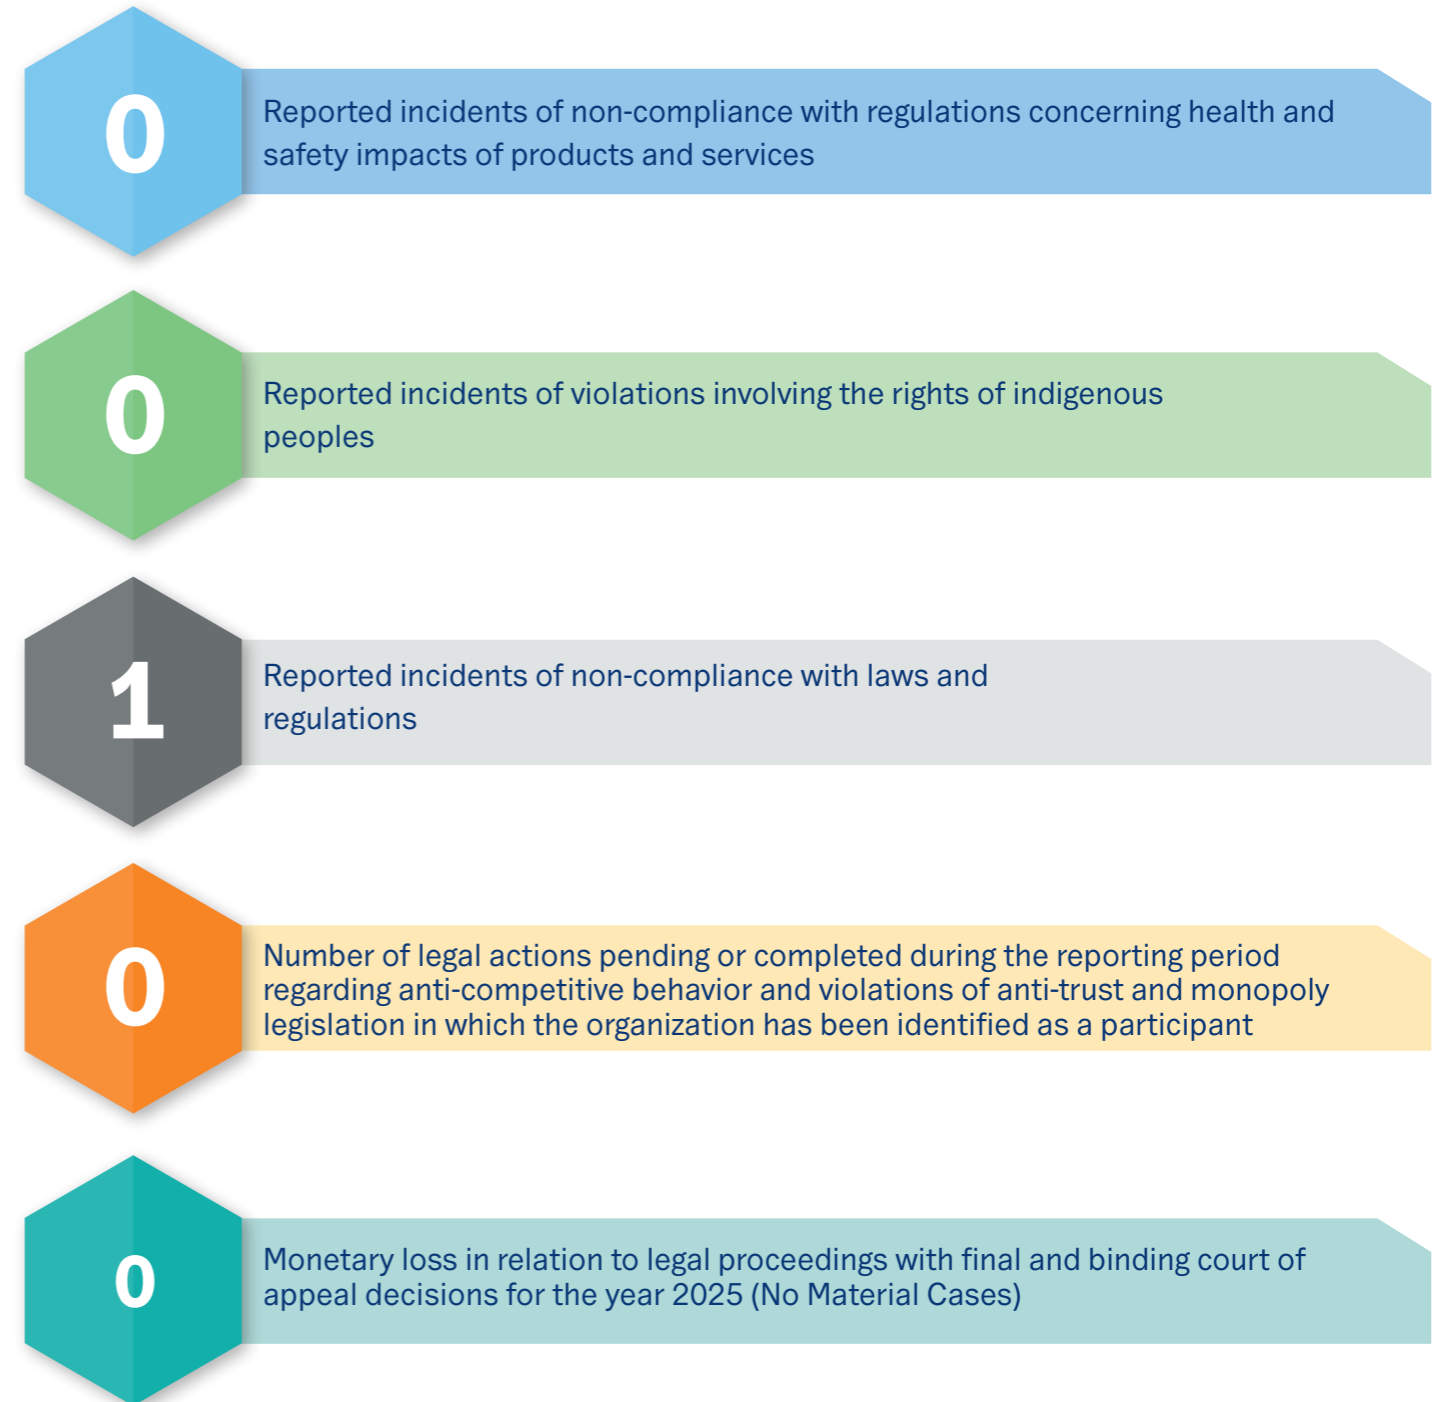 0
Reported incidents of non-compliance with regulations concerning health and
safety impacts of products and services
0
Reported incidents of violations involving the rights of indigenous
peoples
1
Reported incidents of non-compliance with laws and
regulations
0
Number of legal actions pending or completed during the reporting period
regarding anti-competitive behavior and violations of anti-trust and monopoly
legislation in which the organization has been identified as a participant
0
Monetary loss in relation to legal proceedings with final and binding court of
appeal decisions for the year 2025 (No Material Cases)